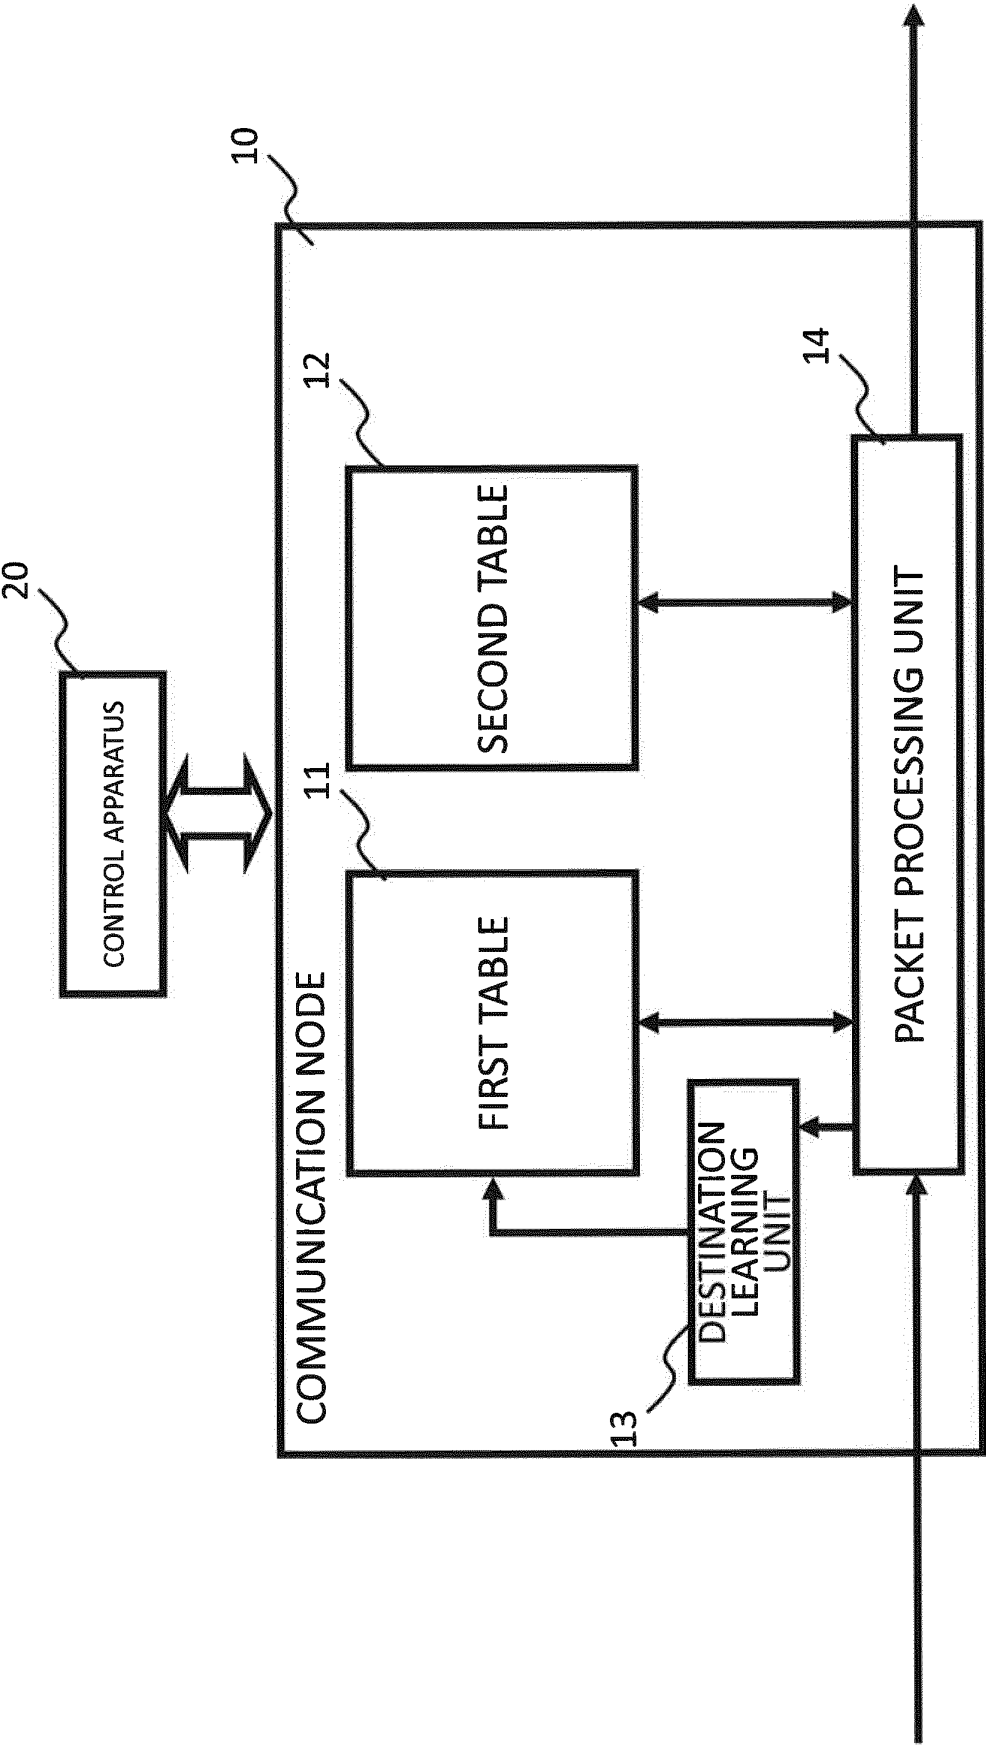 20
CONTROL APPARATUS
10
COMMUNICATION NODE
11
12
FIRST TABLE
SECOND TABLE
13
DESTINATION
LEARNING
UNIT
14
PACKET PROCESSING UNIT